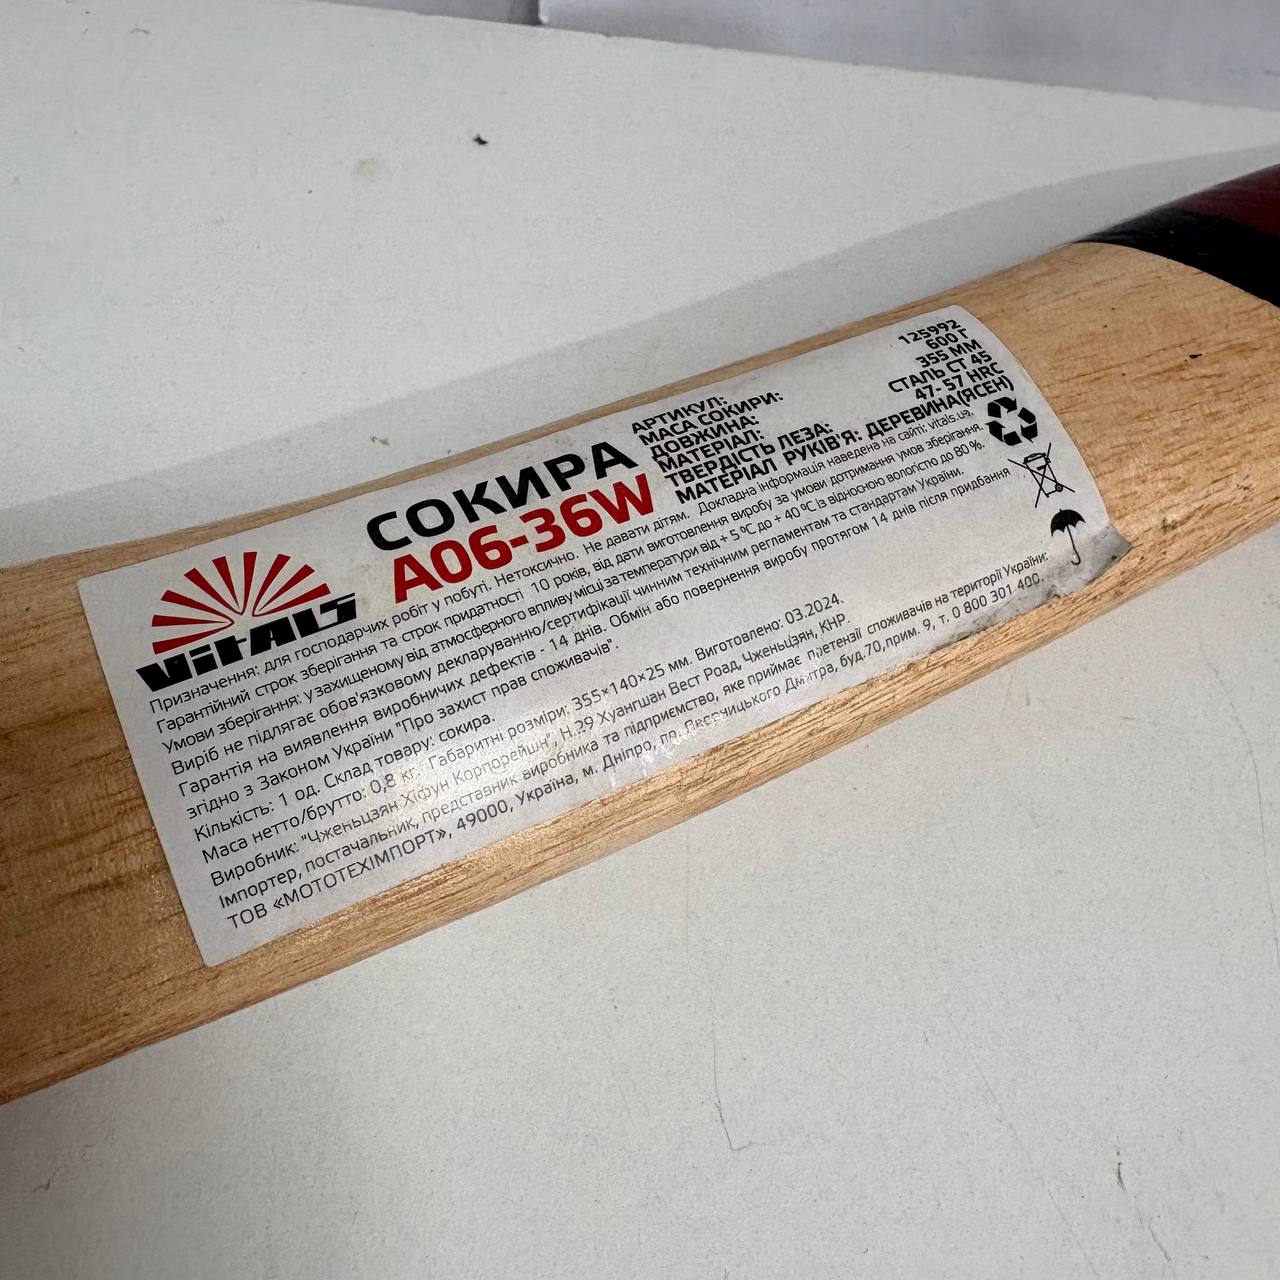 Vitals
СОКИРА
A06-36W
АРТИКУЛ: 125992
МАСА СОКИРИ: 600 Г
ДОВЖИНА: 355 ММ
МАТЕРІАЛ: СТАЛЬ СТ 45
ТВЕРДІСТЬ ЛЕЗА: 47- 57 HRC
МАТЕРІАЛ РУКІВ'Я: ДЕРЕВИНА(ЯСЕН)
Призначення: для господарчих робіт у побуті. Нетоксично. Не давати дітям. Докладна інформація наведена на сайті: vitals.ua.
Гарантійний строк зберігання та строк придатності 10 років, від дати виготовлення виробу за умови дотримання умов зберігання.
Умови зберігання: у захищеному від атмосферного впливу місці за температури від + 5 ºС до + 40 ºС із відносною вологістю до 80 %.
Виріб не підлягає обов'язковому декларуванню/сертифікації чинним технічним регламентам та стандартам України.
Гарантія на виявлення виробничих дефектів - 14 днів. Обмін або повернення виробу протягом 14 днів після придбання
згідно з Законом України "Про захист прав споживачів".
Кількість: 1 од. Склад товару: сокира.
Маса нетто/брутто: 0,8 кг. Габаритні розміри: 355×140×25 мм. Виготовлено: 03.2024.
Виробник: "Чженьцзян Хіфун Корпорейшн", Н.29 Хуангшан Вест Роад, Чженьцзян, КНР.
Імпортер, постачальник, представник виробника та підприємство, яке приймає претензії споживачів на території України:
ТОВ «МОТОТЕХІМПОРТ», 49000, Україна, м. Дніпро, пл. Десянтицького Дмитра, буд.70, прим. 9, т. 0 800 301 400.